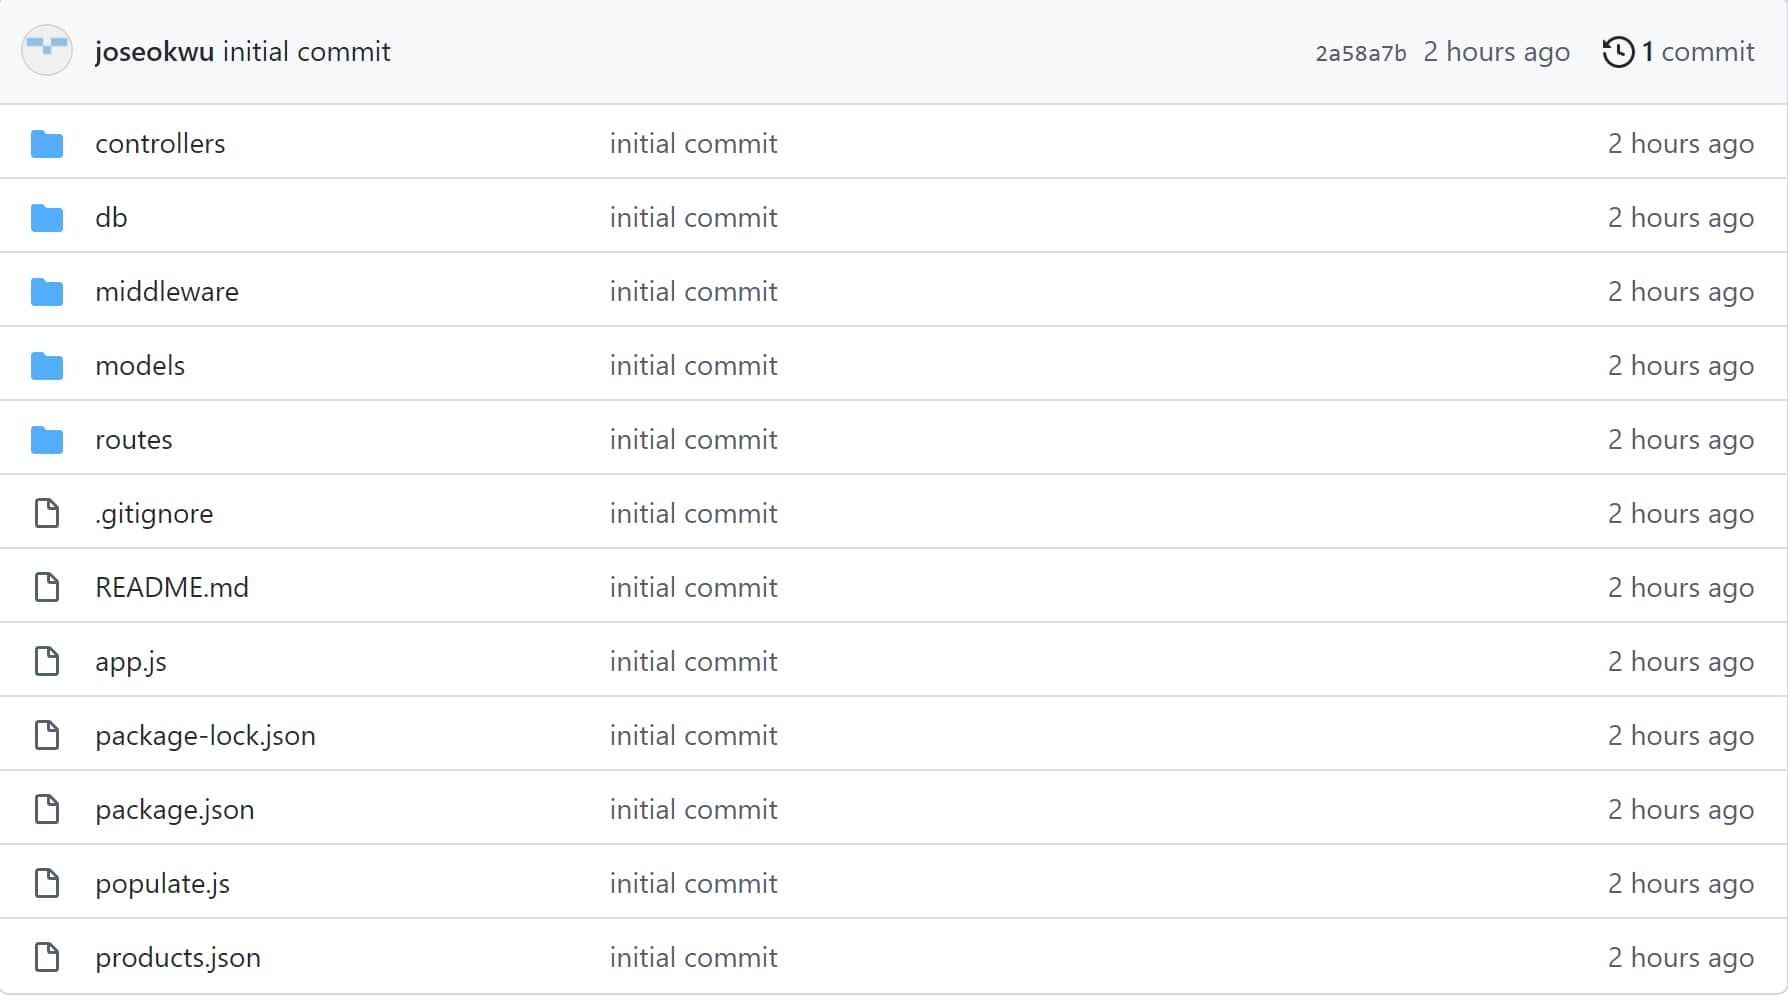 joseokwu initial commit 2a58a7b 2 hours ago 1 commit
controllers initial commit 2 hours ago
db initial commit 2 hours ago
middleware initial commit 2 hours ago
models initial commit 2 hours ago
routes initial commit 2 hours ago
.gitignore initial commit 2 hours ago
README.md initial commit 2 hours ago
app.js initial commit 2 hours ago
package-lock.json initial commit 2 hours ago
package.json initial commit 2 hours ago
populate.js initial commit 2 hours ago
products.json initial commit 2 hours ago